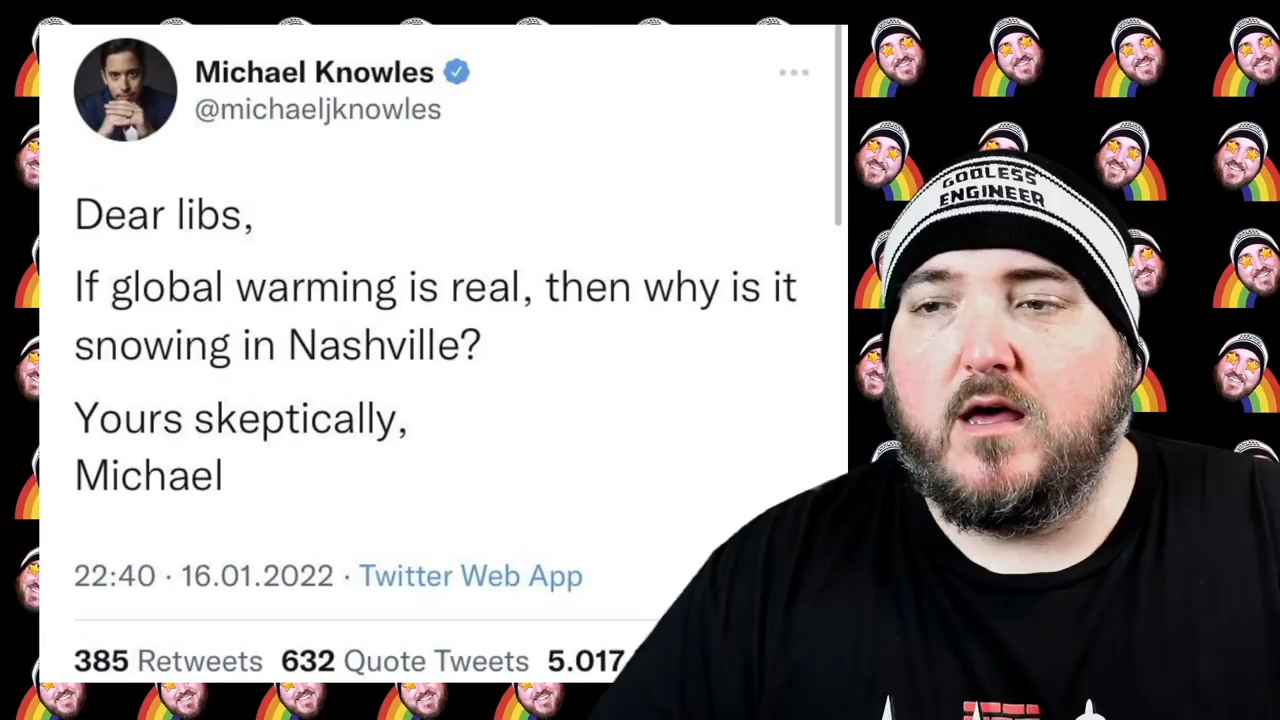 Michael Knowles
@michaeljknowles
Dear libs,
If global warming is real, then why is it
snowing in Nashville?
Yours skeptically,
Michael
22:40 · 16.01.2022 · Twitter Web App
385 Retweets 632 Quote Tweets 5.017
GODLESS
ENGINEER